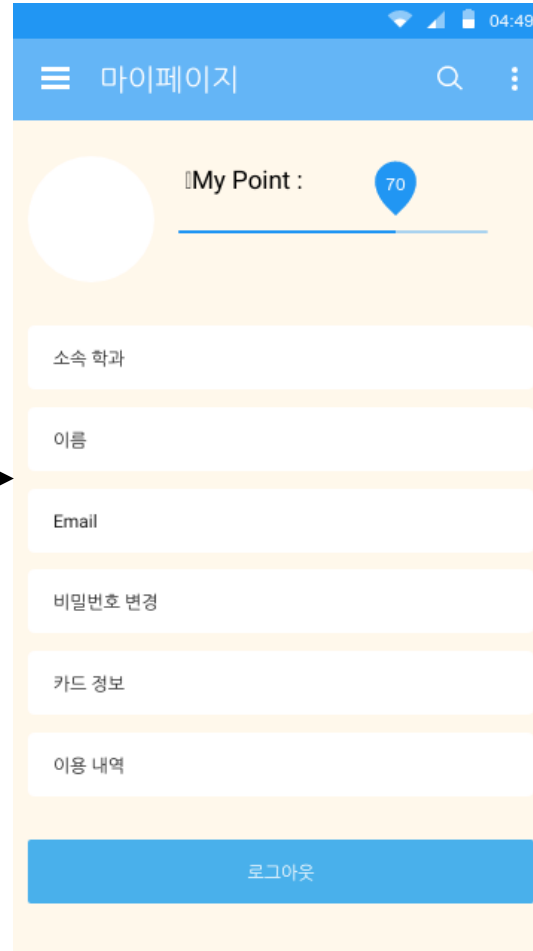 04:49
마이페이지
My Point :
70
소속 학과
이름
Email
비밀번호 변경
카드 정보
이용 내역
로그아웃